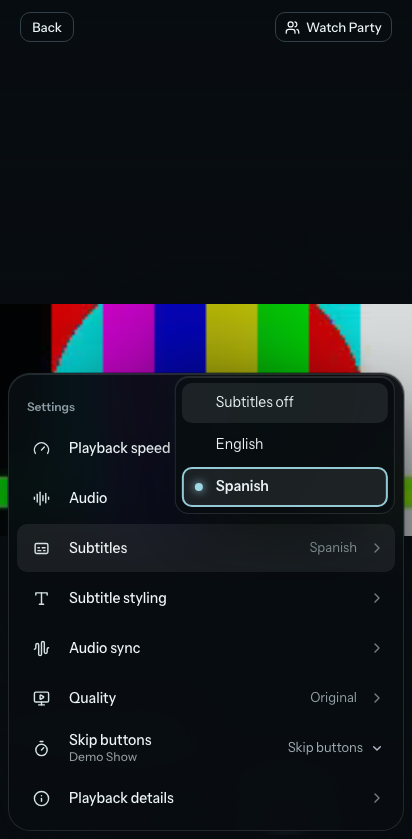 Back
Watch Party
Settings
Subtitles off
English
Spanish
Playback speed
Audio
Subtitles
Spanish
Subtitle styling
Audio sync
Quality
Original
Skip buttons
Demo Show
Skip buttons
Playback details